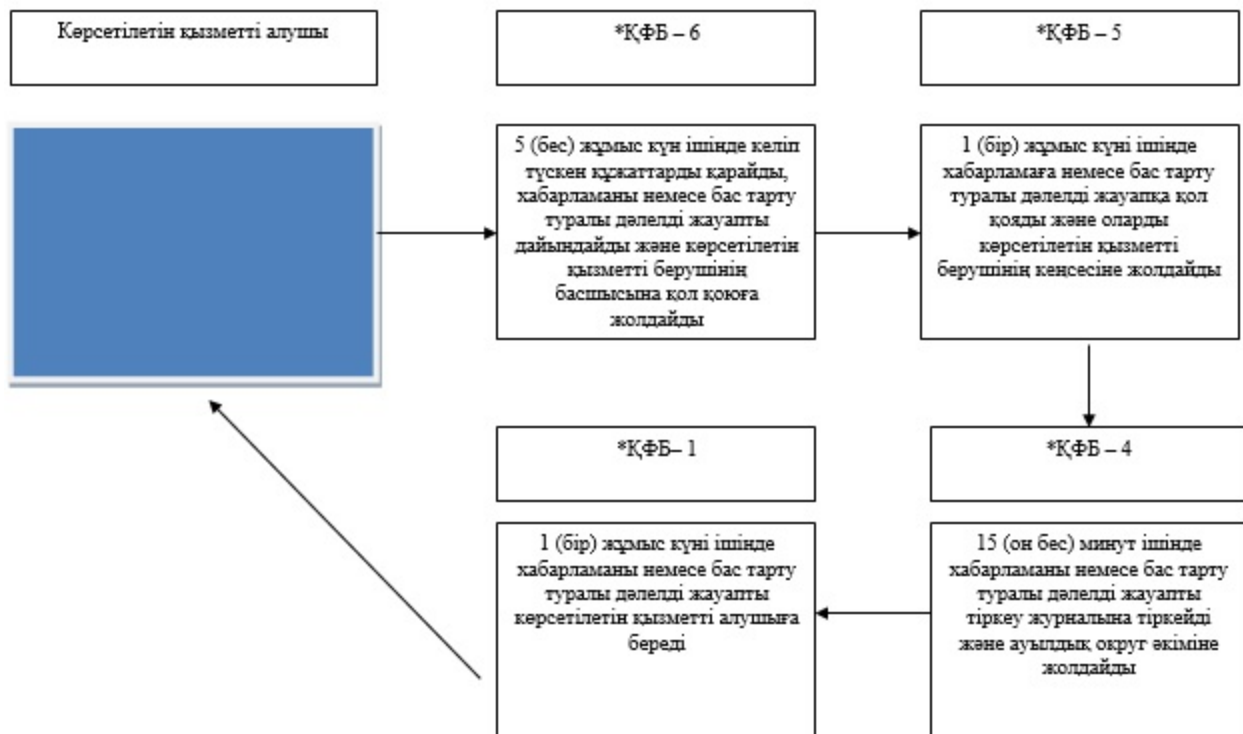 Көрсетілетін қызметті алушы
*ҚФБ – 6
*ҚФБ – 5
5 (бес) жұмыс күн ішінде келіп
түскен құжаттарды қарайды,
хабарламаны немесе бас тарту
туралы дәлелді жауапты
дайындайды және көрсетілетін
қызметті берушінің
басшысына қол қоюға
жолдайды
1 (бір) жұмыс күні ішінде
хабарламаға немесе бас тарту
туралы дәлелді жауапқа қол
қояды және оларды
көрсетілетін қызметті
берушінің кеңсесіне жолдайды
*ҚФБ– 1
*ҚФБ – 4
1 (бір) жұмыс күні ішінде
хабарламаны немесе бас тарту
туралы дәлелді жауапты
көрсетілетін қызметті алушыға
береді
15 (он бес) минут ішінде
хабарламаны немесе бас тарту
туралы дәлелді жауапты
тіркеу журналына тіркейді
және ауылдық округ әкіміне
жолдайды